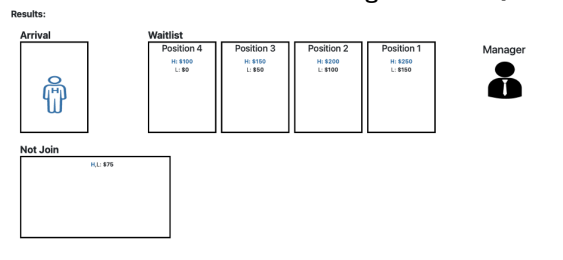 Results:
Arrival
Waitlist
Position 4
Position 3
Position 2
Position 1
Manager
H: $100
H: $150
H: $200
H: $250
L: $0
L: $50
L: $100
L: $150
H
Not Join
H,L: $75